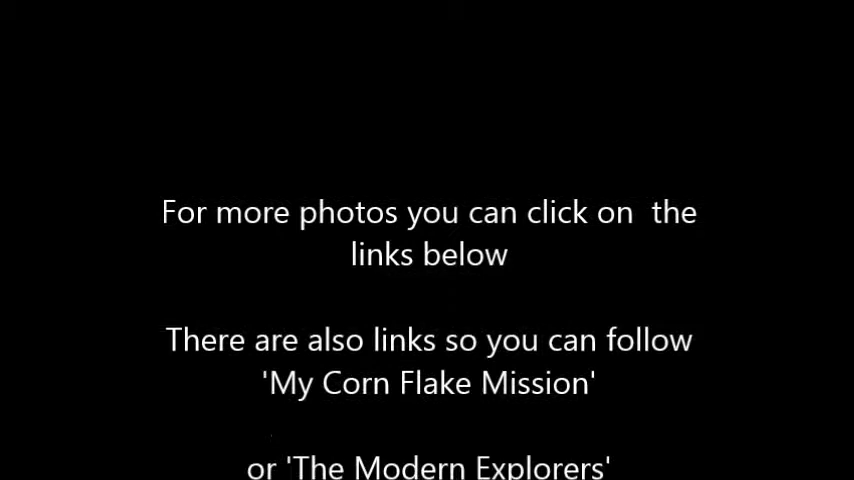 For more photos you can click on  the
links below
There are also links so you can follow
'My Corn Flake Mission'
or 'The Modern Explorers'